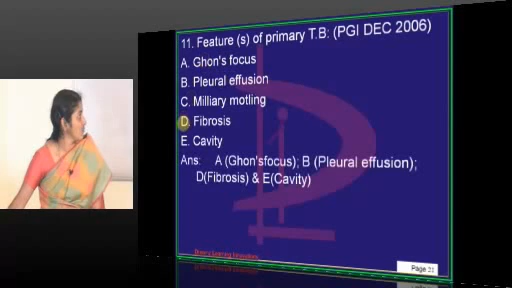 11. Feature (s) of primary T.B: (PGI DEC 2006)
A. Ghon's focus
B. Pleural effusion
C. Milliary motling
D. Fibrosis
E. Cavity
Ans: A (Ghon'sfocus); B (Pleural effusion);
D(Fibrosis) & E(Cavity)
Page 21